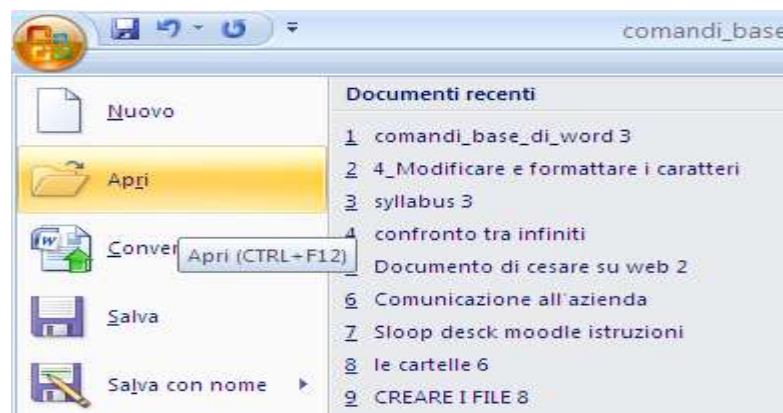 comandi_base
Nuovo
Apri
Conver
Apri (CTRL+F12)
Salva
Salva con nome
Documenti recenti
1 comandi_base_di_word 3
2 4_Modificare e formattare i caratteri
3 syllabus 3
4 confronto tra infiniti
Documento di cesare su web 2
6 Comunicazione all'azienda
7 Sloop desck moodle istruzioni
8 le cartelle 6
9 CREARE I FILE 8